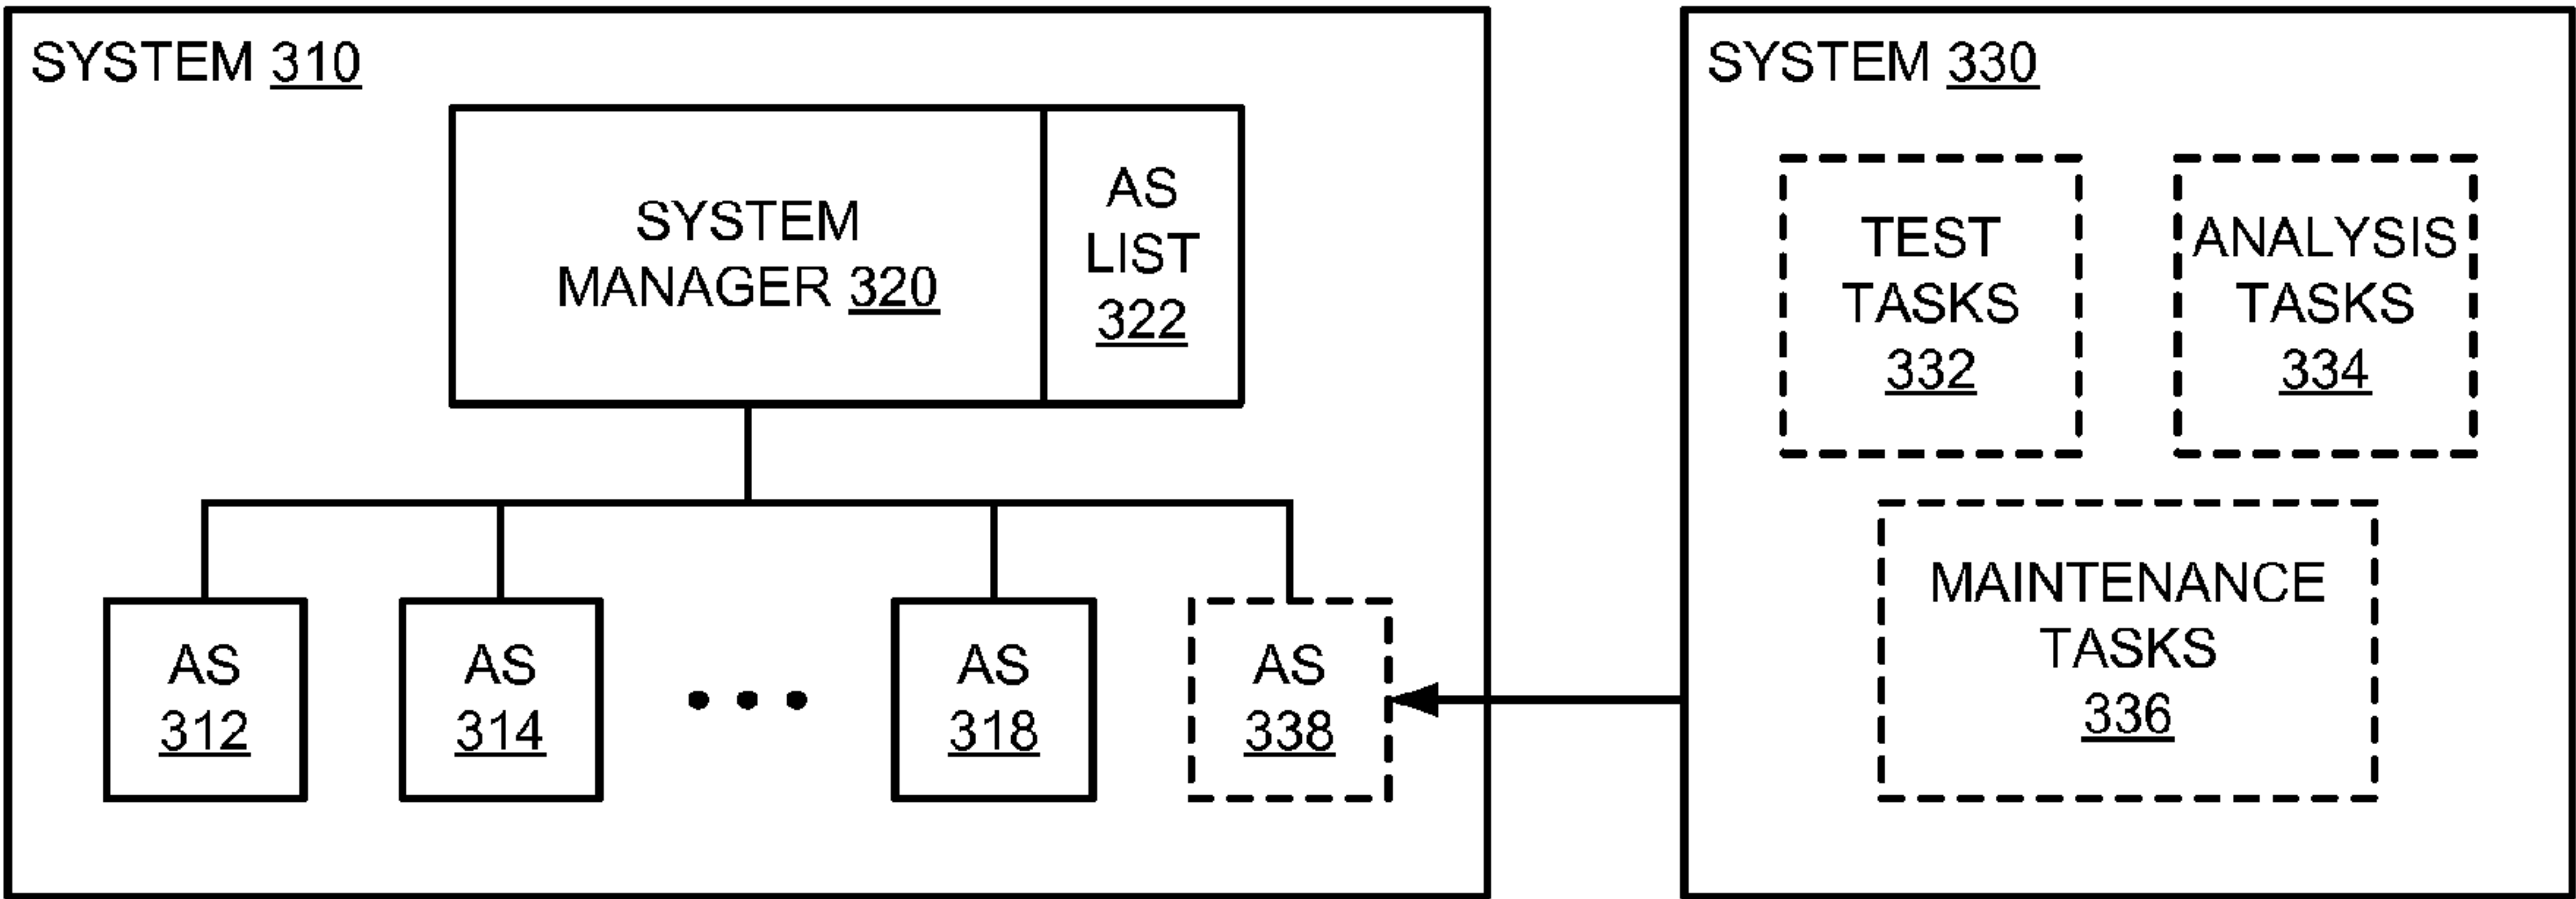 SYSTEM 310
SYSTEM
MANAGER 320
AS
LIST
322
AS
312
AS
314
AS
318
AS
338
SYSTEM 330
TEST
TASKS
332
ANALYSIS
TASKS
334
MAINTENANCE
TASKS
336